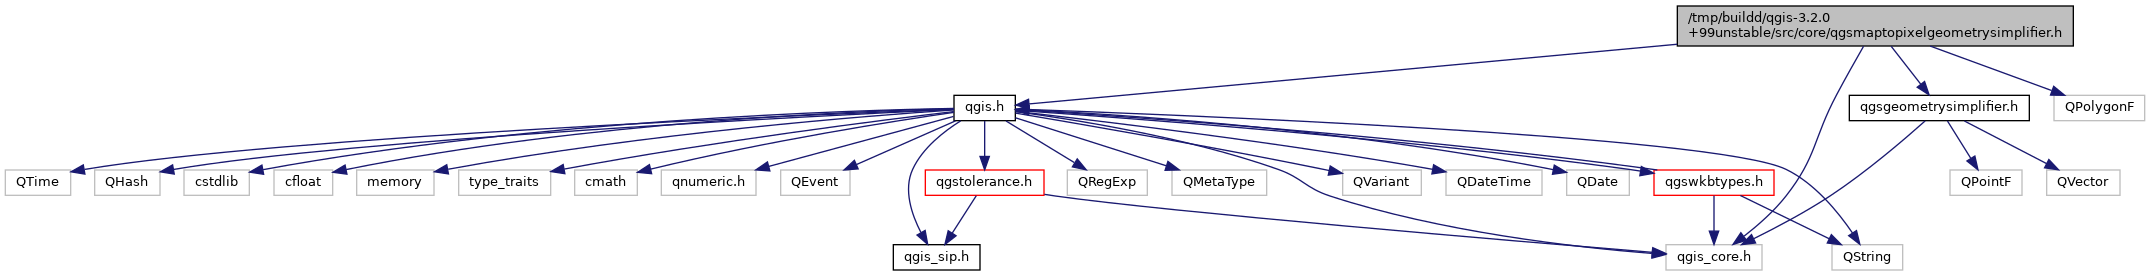 /tmp/buildd/qgis-3.2.0
+99unstable/src/core/qgsmaptopixelgeometrysimplifier.h
qgis.h
qgsgeometrysimplifier.h
QPolygonF
QTime
QHash
cstdlib
cfloat
memory
type_traits
cmath
qnumeric.h
QEvent
qgstolerance.h
QRegExp
QMetaType
QVariant
QDateTime
QDate
qgswkbtypes.h
QPointF
QVector
qgis_sip.h
qgis_core.h
QString